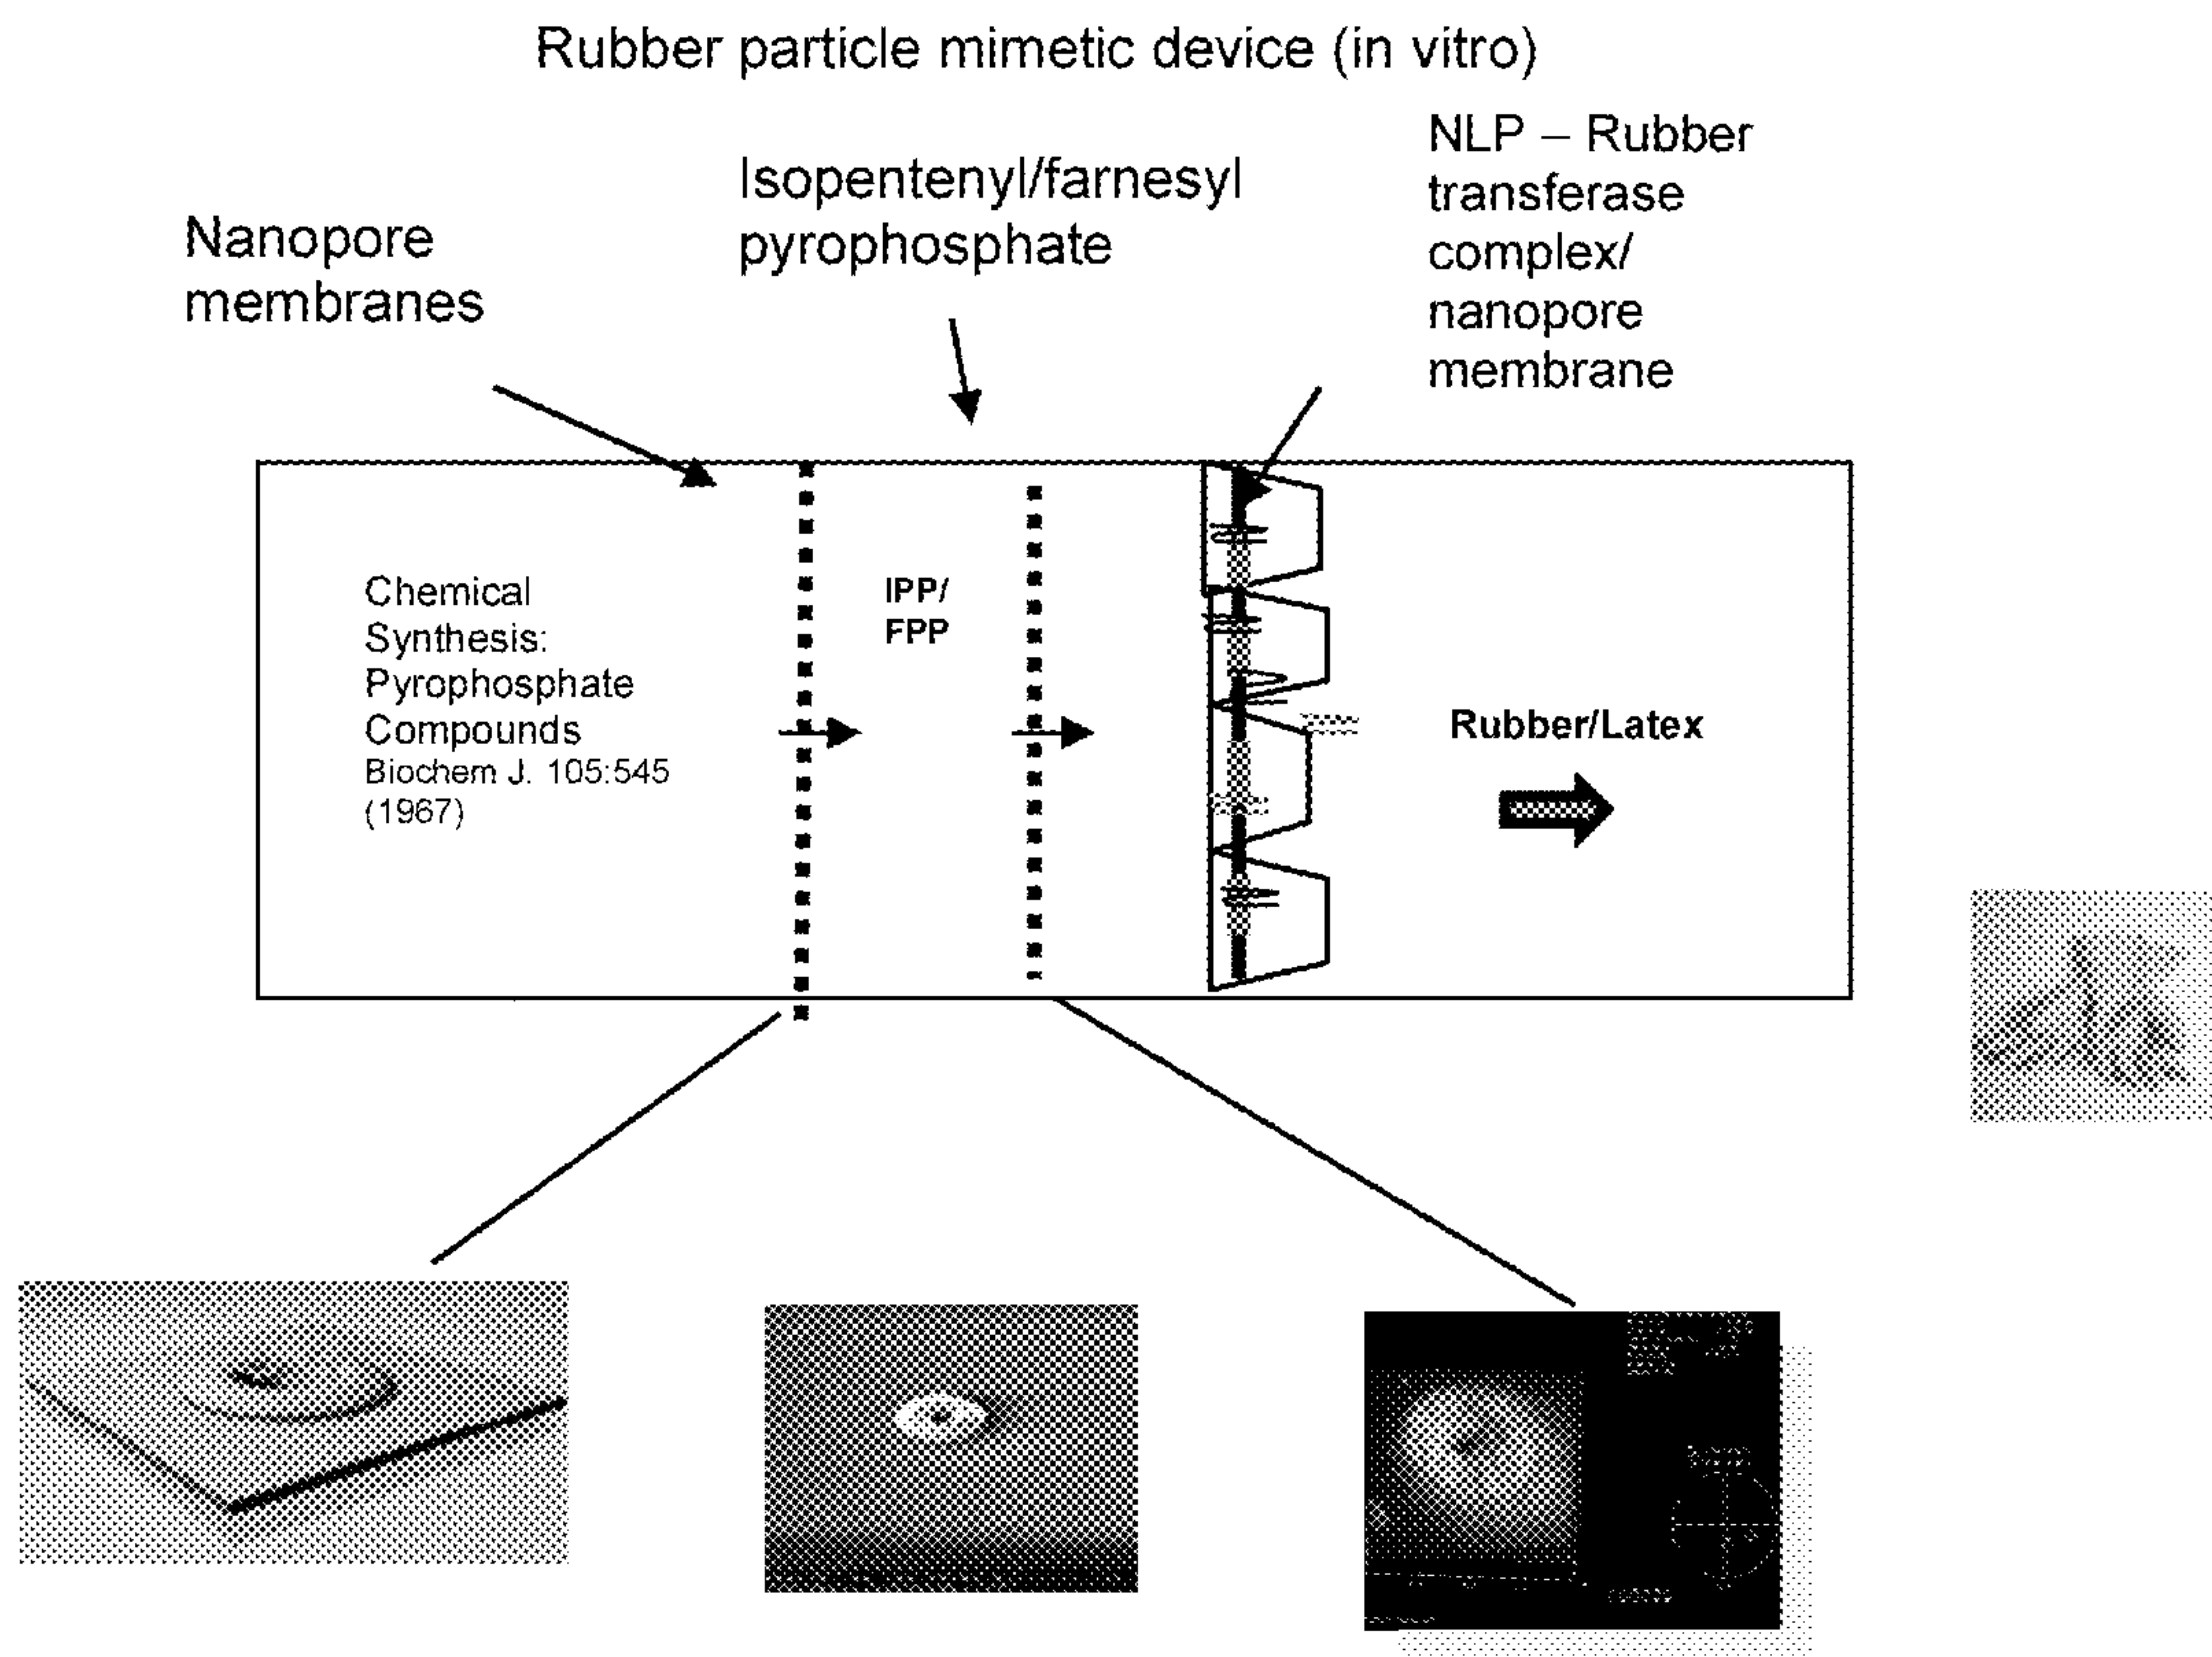 Rubber particle mimetic device (in vitro)
Nanopore
membranes
Isopentenyl/farnesyl
pyrophosphate
NLP – Rubber
transferase
complex/
nanopore
membrane
Chemical
Synthesis:
Pyrophosphate
Compounds
Biochem J. 105:545
(1967)
IPP/
FPP
Rubber/Latex